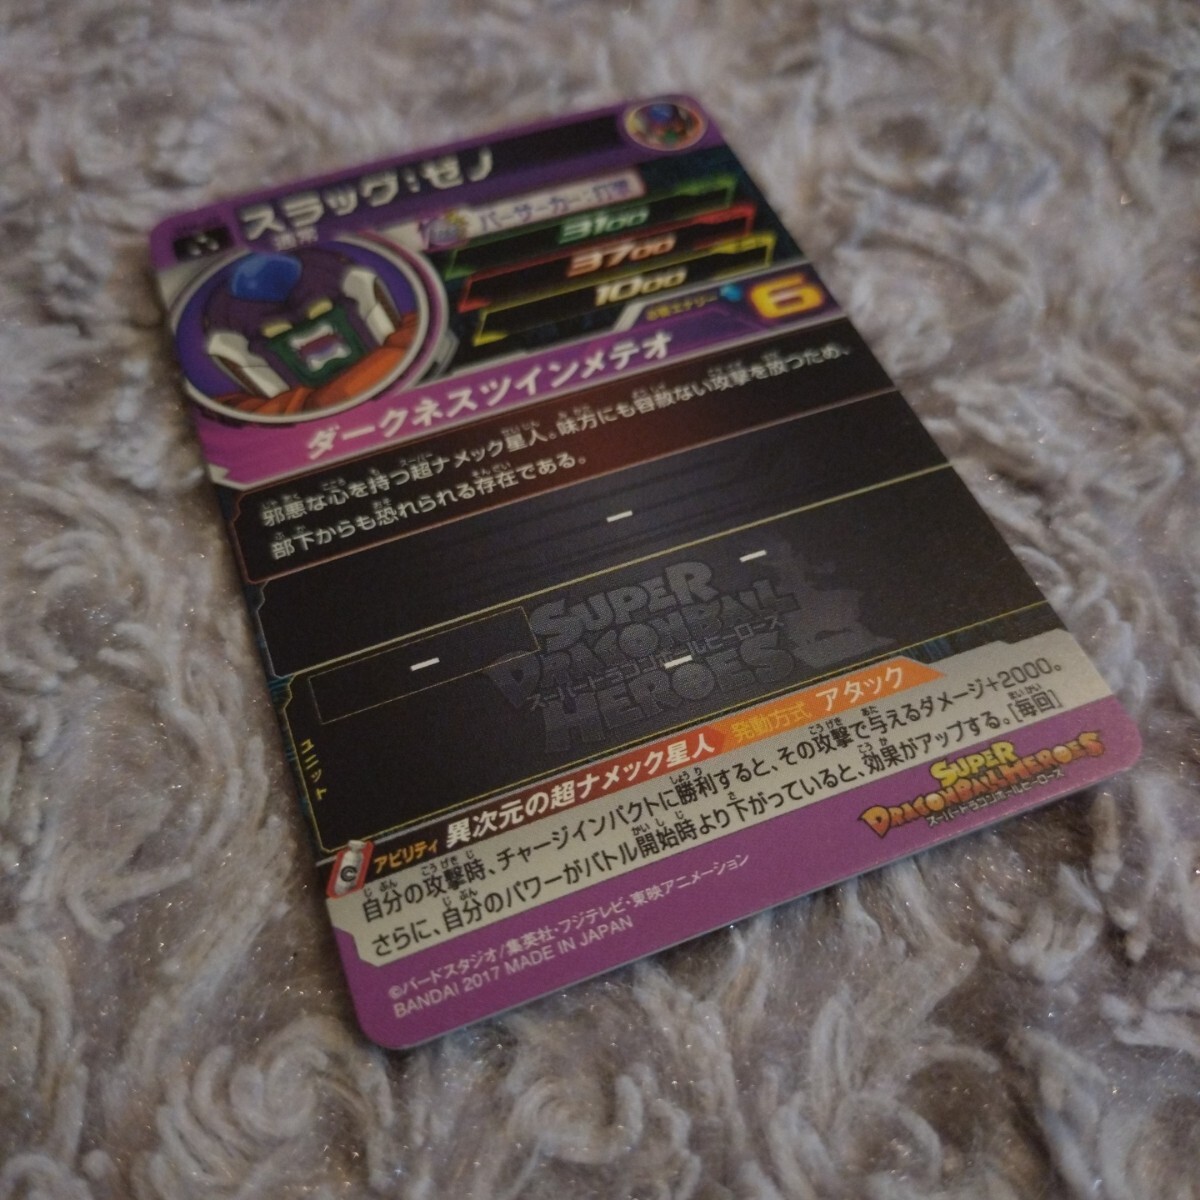 スラッグ:ゼノ
通常
バーサーカー:打撃
3100
3700
1000
必要エナジー 6
ダークネスツインメテオ
邪悪な心を持つ超ナメック星人。味方にも容赦ない攻撃を放つため、
部下からも恐れられる存在である。
SUPER
DRAGONBALL
スーパードラゴンボールヒーローズ
HEROES
ユニット
アビリティ 異次元の超ナメック星人 発動方式 アタック
自分の攻撃時、チャージインパクトに勝利すると、その攻撃で与えるダメージ+2000。
さらに、自分のパワーがバトル開始時より下がっていると、効果がアップする。[毎回]
SUPER
DRAGONBALL HEROES
スーパードラゴンボールヒーローズ
©バードスタジオ/集英社・フジテレビ・東映アニメーション
BANDAI 2017 MADE IN JAPAN